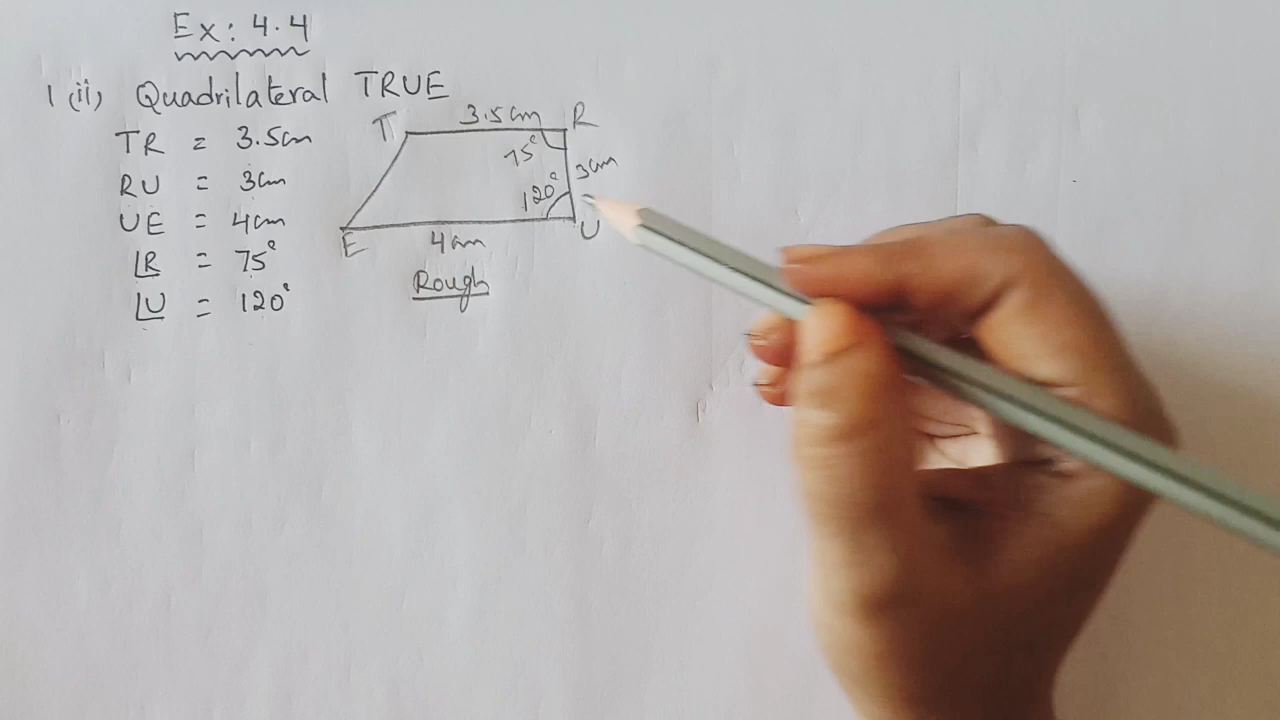 Ex: 4.4
1 (ii) Quadrilateral TRUE
TR = 3.5cm
RU = 3cm
UE = 4cm
∠R = 75°
∠U = 120°
T 3.5cm R
75°
3cm
120°
E 4cm U
Rough